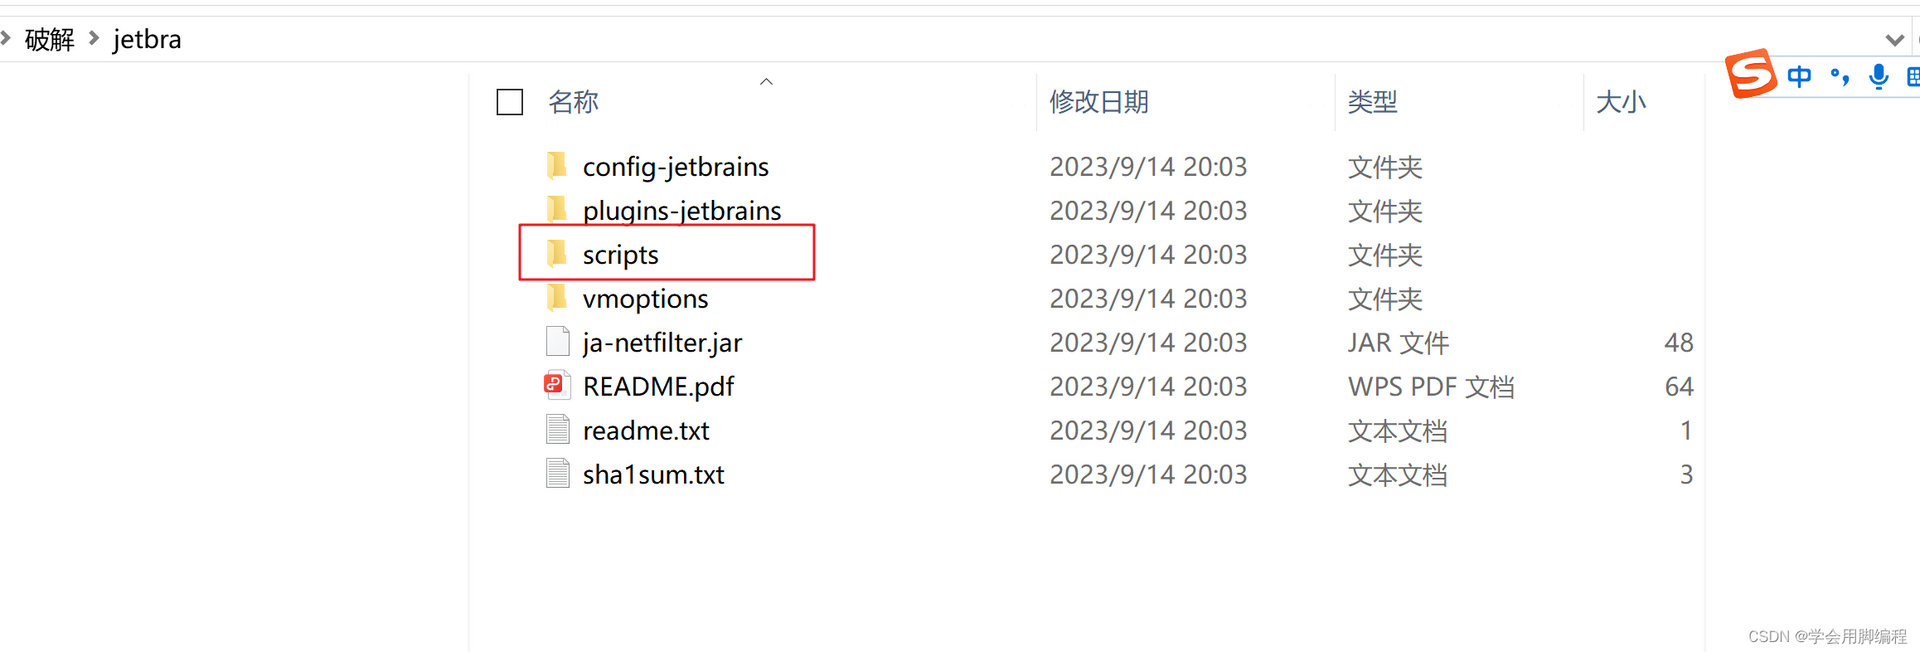 破解 jetbra
中
名称 修改日期 类型 大小
config-jetbrains 2023/9/14 20:03 文件夹
plugins-jetbrains 2023/9/14 20:03 文件夹
scripts 2023/9/14 20:03 文件夹
vmoptions 2023/9/14 20:03 文件夹
ja-netfilter.jar 2023/9/14 20:03 JAR 文件 48
README.pdf 2023/9/14 20:03 WPS PDF 文档 64
readme.txt 2023/9/14 20:03 文本文档 1
sha1sum.txt 2023/9/14 20:03 文本文档 3
CSDN @学会用脚编程